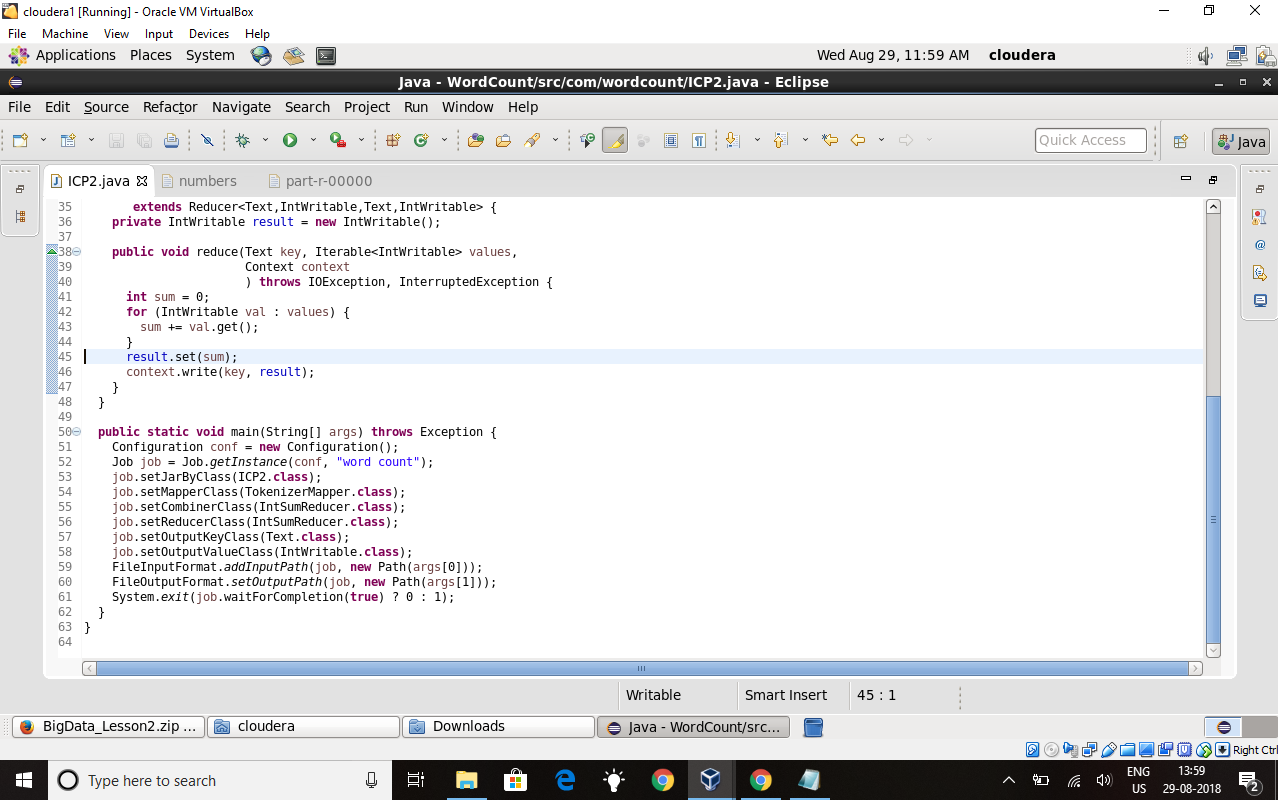 cloudera1 [Running] - Oracle VM VirtualBox
File Machine View Input Devices Help
Applications Places System Wed Aug 29, 11:59 AM cloudera
Java - WordCount/src/com/wordcount/ICP2.java - Eclipse
File Edit Source Refactor Navigate Search Project Run Window Help
Quick Access Java
ICP2.java numbers part-r-00000
35 extends Reducer<Text,IntWritable,Text,IntWritable> {
36 private IntWritable result = new IntWritable();
37
38 public void reduce(Text key, Iterable<IntWritable> values,
39 Context context
40 ) throws IOException, InterruptedException {
41 int sum = 0;
42 for (IntWritable val : values) {
43 sum += val.get();
44 }
45 result.set(sum);
46 context.write(key, result);
47 }
48 }
49
50 public static void main(String[] args) throws Exception {
51 Configuration conf = new Configuration();
52 Job job = Job.getInstance(conf, "word count");
53 job.setJarByClass(ICP2.class);
54 job.setMapperClass(TokenizerMapper.class);
55 job.setCombinerClass(IntSumReducer.class);
56 job.setReducerClass(IntSumReducer.class);
57 job.setOutputKeyClass(Text.class);
58 job.setOutputValueClass(IntWritable.class);
59 FileInputFormat.addInputPath(job, new Path(args[0]));
60 FileOutputFormat.setOutputPath(job, new Path(args[1]));
61 System.exit(job.waitForCompletion(true) ? 0 : 1);
62 }
63 }
64
Writable Smart Insert 45 : 1
BigData_Lesson2.zip ... cloudera Downloads Java - WordCount/src...
Right Ctrl
Type here to search ENG 13:59
US 29-08-2018 2